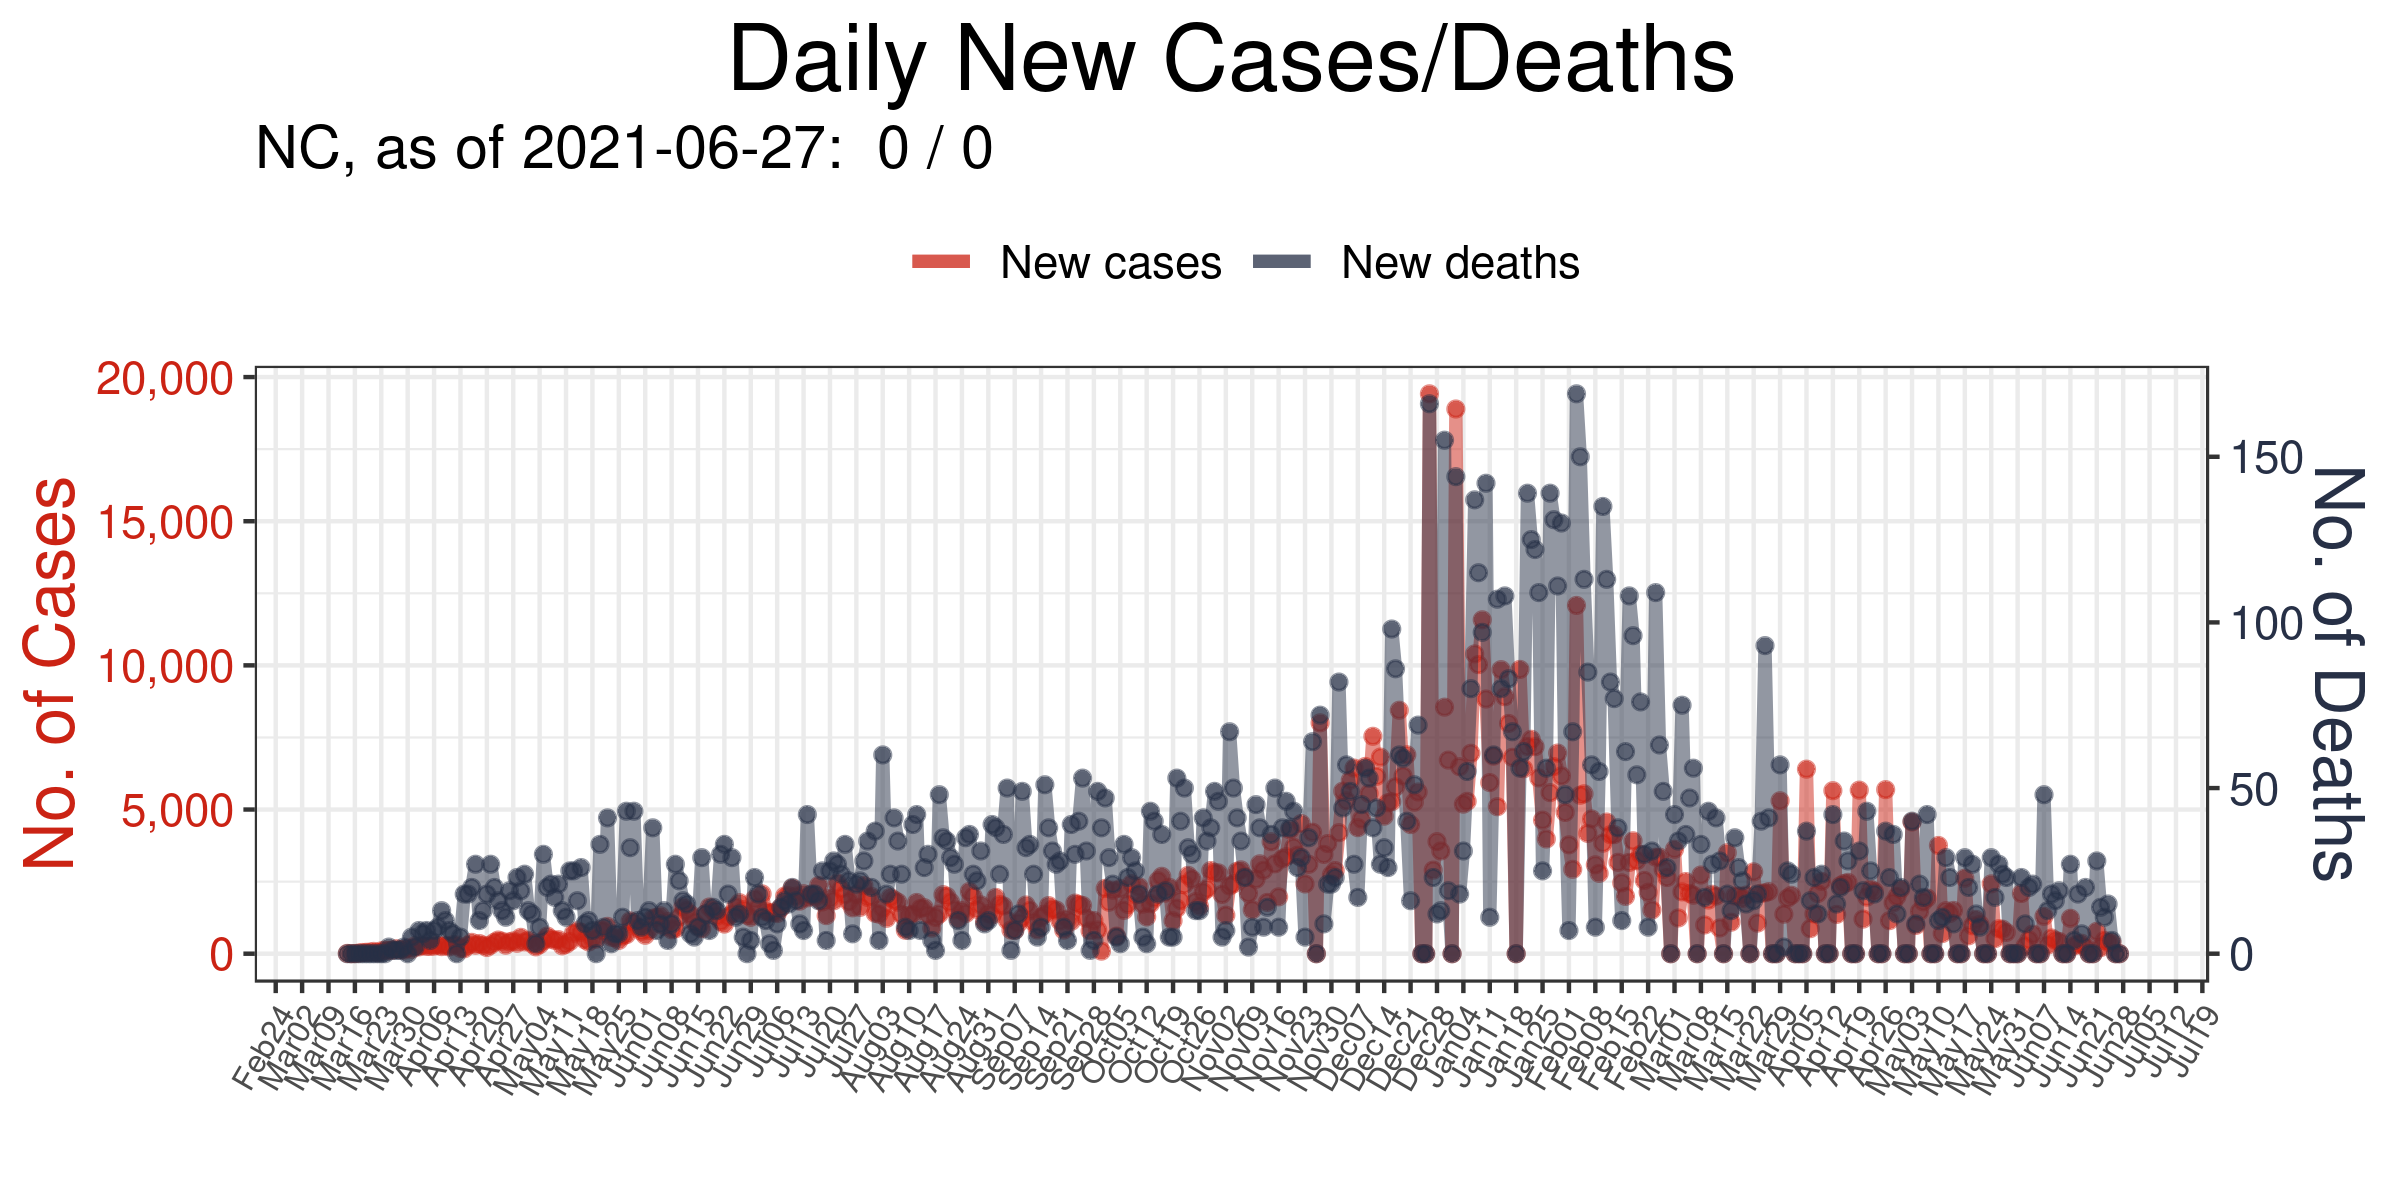 Daily New Cases/Deaths
NC, as of 2021-06-27: 0 / 0
New cases
New deaths
No. of Cases
20,000
15,000
10,000
5,000
0
150
100
50
0
No. of Deaths
Feb24
Mar02
Mar09
Mar16
Mar23
Mar30
Apr06
Apr13
Apr20
Apr27
May04
May11
May18
May25
Jun01
Jun08
Jun15
Jun22
Jun29
Jul06
Jul13
Jul20
Jul27
Aug03
Aug10
Aug17
Aug24
Aug31
Sep07
Sep14
Sep21
Sep28
Oct05
Oct12
Oct19
Oct26
Nov02
Nov09
Nov16
Nov23
Nov30
Dec07
Dec14
Dec21
Dec28
Jan04
Jan11
Jan18
Jan25
Feb01
Feb08
Feb15
Feb22
Mar01
Mar08
Mar15
Mar22
Mar29
Apr05
Apr12
Apr19
Apr26
May03
May10
May17
May24
May31
Jun07
Jun14
Jun21
Jun28
Jul05
Jul12
Jul19